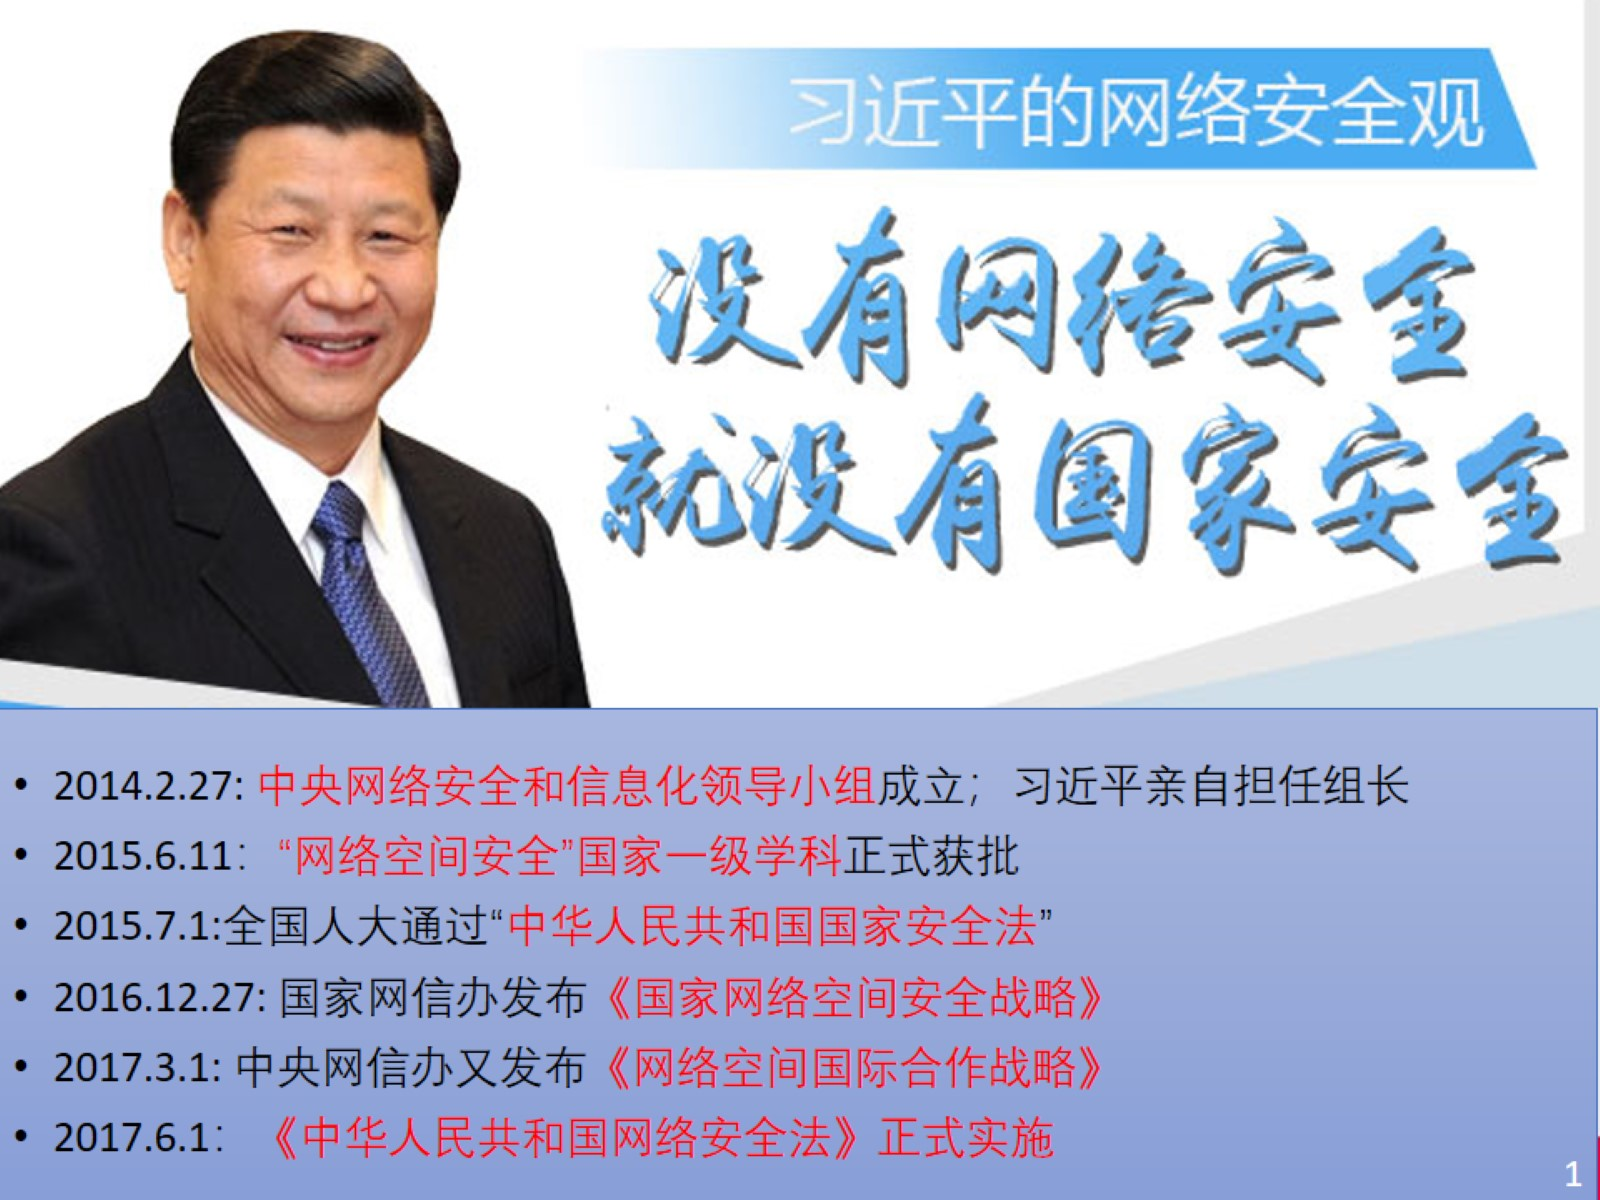 习近平的网络安全观
没有网络安全
就没有国家安全
• 2014.2.27: 中央网络安全和信息化领导小组成立；习近平亲自担任组长
• 2015.6.11：“网络空间安全”国家一级学科正式获批
• 2015.7.1:全国人大通过“中华人民共和国国家安全法”
• 2016.12.27: 国家网信办发布《国家网络空间安全战略》
• 2017.3.1: 中央网信办又发布《网络空间国际合作战略》
• 2017.6.1：《中华人民共和国网络安全法》正式实施
1